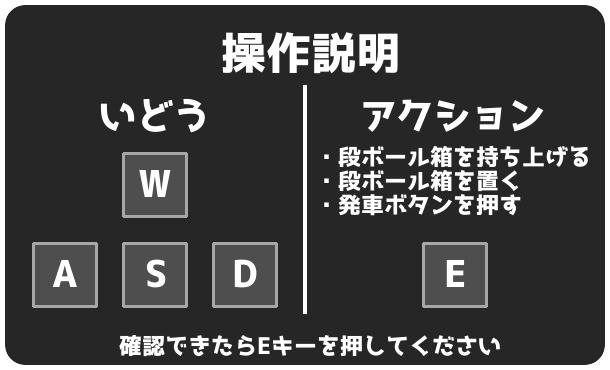 操作説明
いどう
W
A S D
アクション
・段ボール箱を持ち上げる
・段ボール箱を置く
・発車ボタンを押す
E
確認できたらEキーを押してください